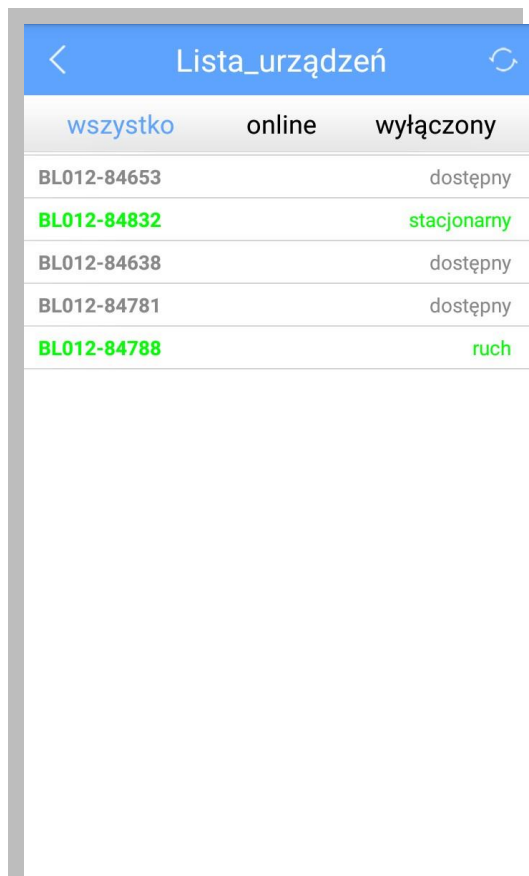 Lista_urządzeń
wszystko online wyłączony
BL012-84653 dostępny
BL012-84832 stacjonarny
BL012-84638 dostępny
BL012-84781 dostępny
BL012-84788 ruch